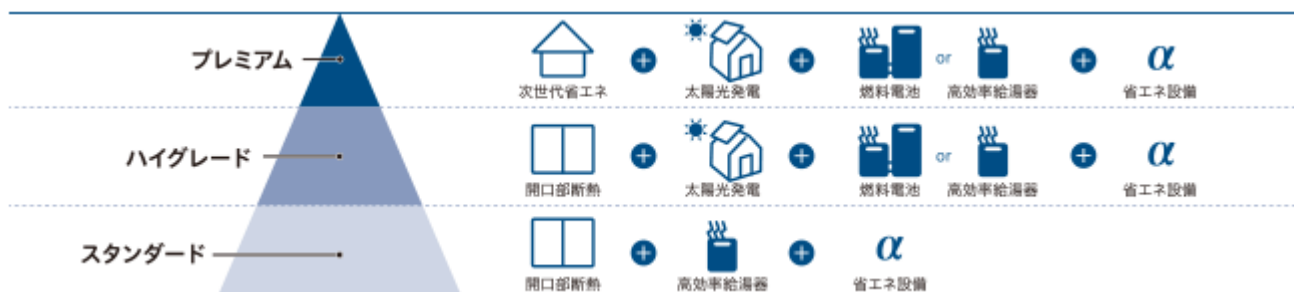 プレミアム
次世代省エネ + 太陽光発電 + 燃料電池 or 高効率給湯器 + α 省エネ設備
ハイグレード
開口部断熱 + 太陽光発電 + 燃料電池 or 高効率給湯器 + α 省エネ設備
スタンダード
開口部断熱 + 高効率給湯器 + α 省エネ設備